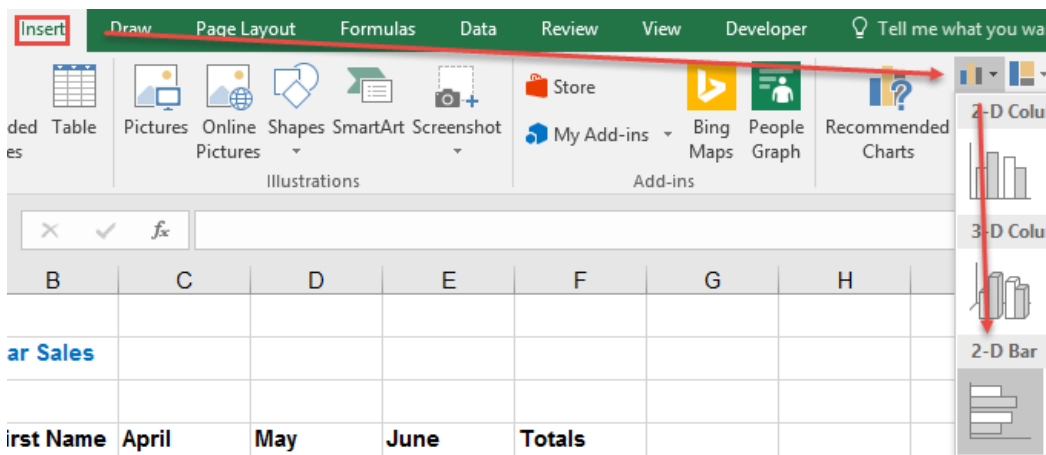 Insert Draw Page Layout Formulas Data Review View Developer Tell me what you wa
ded Table Pictures Online Shapes SmartArt Screenshot Store Bing People Recommended 2-D Colu
es Pictures My Add-ins Maps Graph Charts
Illustrations Add-ins
3-D Colu
fx
B C D E F G H
2-D Bar
ar Sales
irst Name April May June Totals